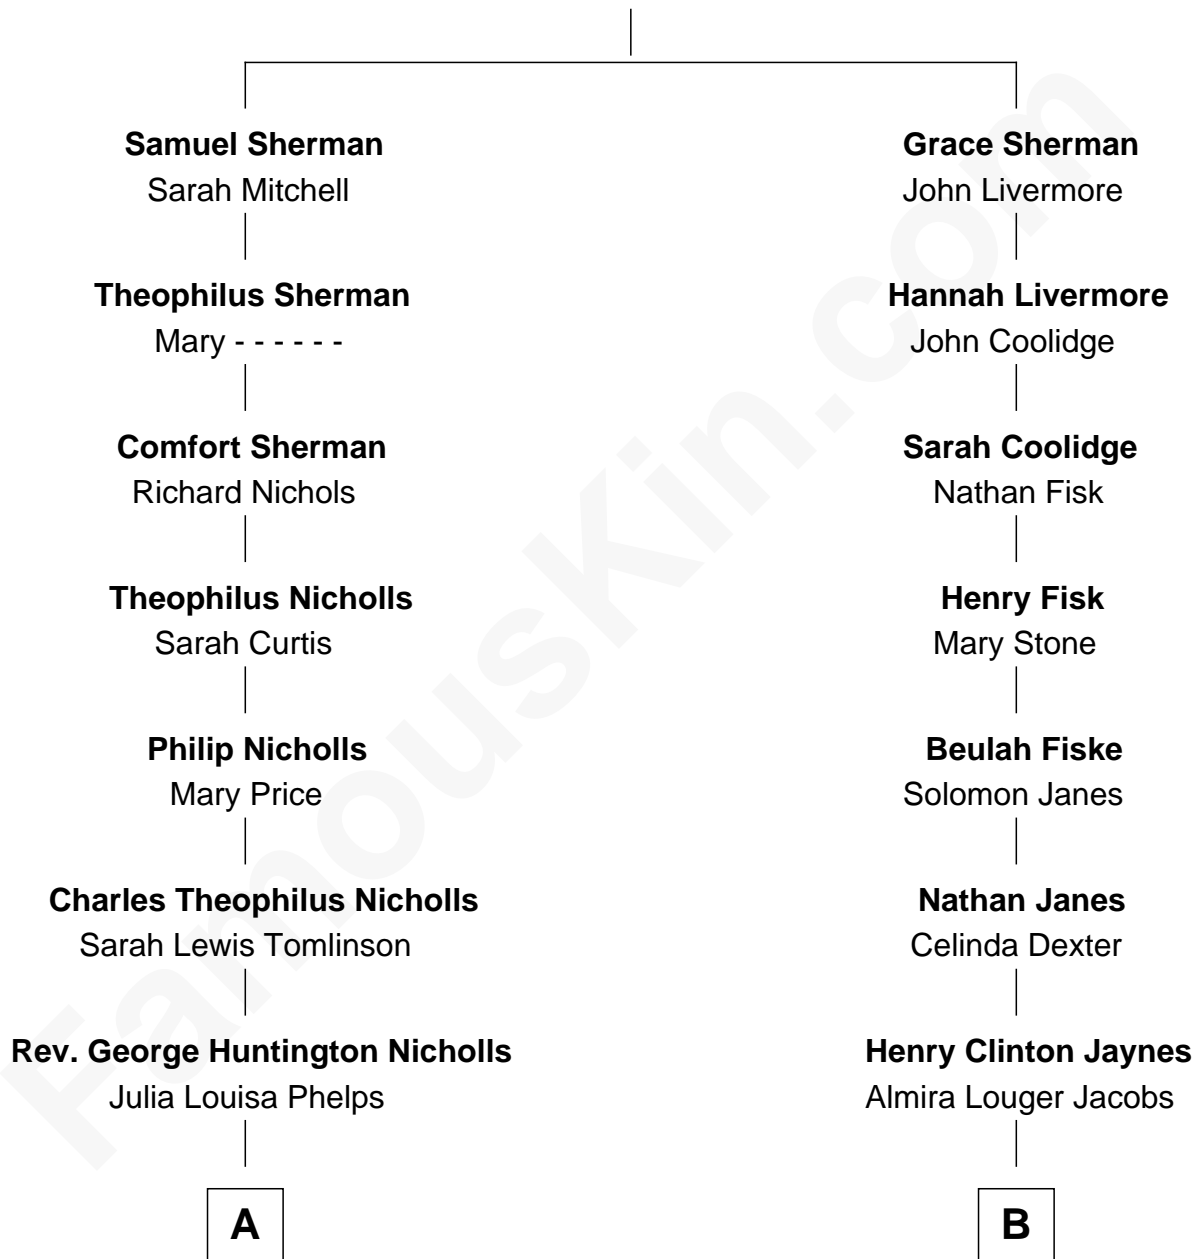 Samuel Sherman
Sarah Mitchell
Grace Sherman
John Livermore
Theophilus Sherman
Mary - - - - - -
Hannah Livermore
John Coolidge
Comfort Sherman
Richard Nichols
Sarah Coolidge
Nathan Fisk
Theophilus Nicholls
Sarah Curtis
Henry Fisk
Mary Stone
Philip Nicholls
Mary Price
Beulah Fiske
Solomon Janes
Charles Theophilus Nicholls
Sarah Lewis Tomlinson
Nathan Janes
Celinda Dexter
Rev. George Huntington Nicholls
Julia Louisa Phelps
Henry Clinton Jaynes
Almira Louger Jacobs
A
B
FamousKin.com